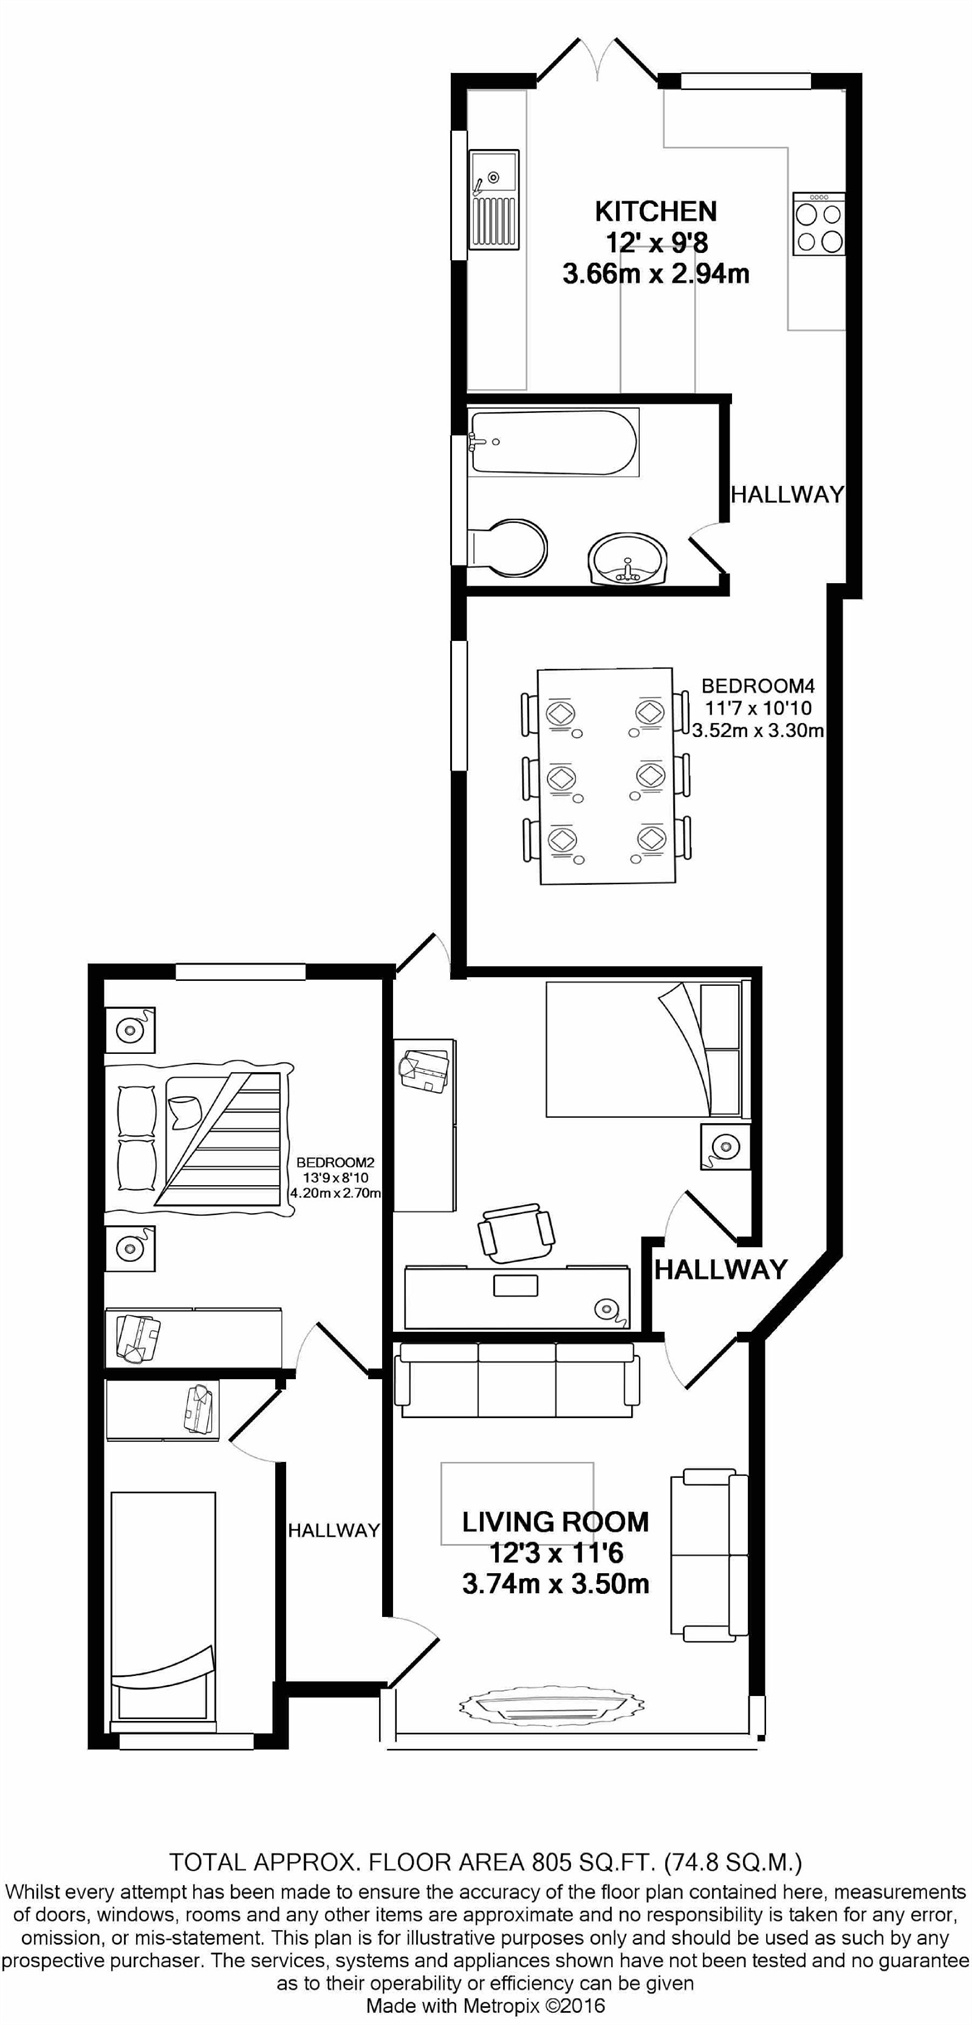 KITCHEN
12' x 9'8
3.66m x 2.94m
HALLWAY
BEDROOM4
11'7 x 10'10
3.52m x 3.30m
BEDROOM2
13'9 x 8'10
4.20m x 2.70m
HALLWAY
HALLWAY
LIVING ROOM
12'3 x 11'6
3.74m x 3.50m
TOTAL APPROX. FLOOR AREA 805 SQ.FT. (74.8 SQ.M.)
Whilst every attempt has been made to ensure the accuracy of the floor plan contained here, measurements
of doors, windows, rooms and any other items are approximate and no responsibility is taken for any error,
omission, or mis-statement. This plan is for illustrative purposes only and should be used as such by any
prospective purchaser. The services, systems and appliances shown have not been tested and no guarantee
as to their operability or efficiency can be given
Made with Metropix ©2016